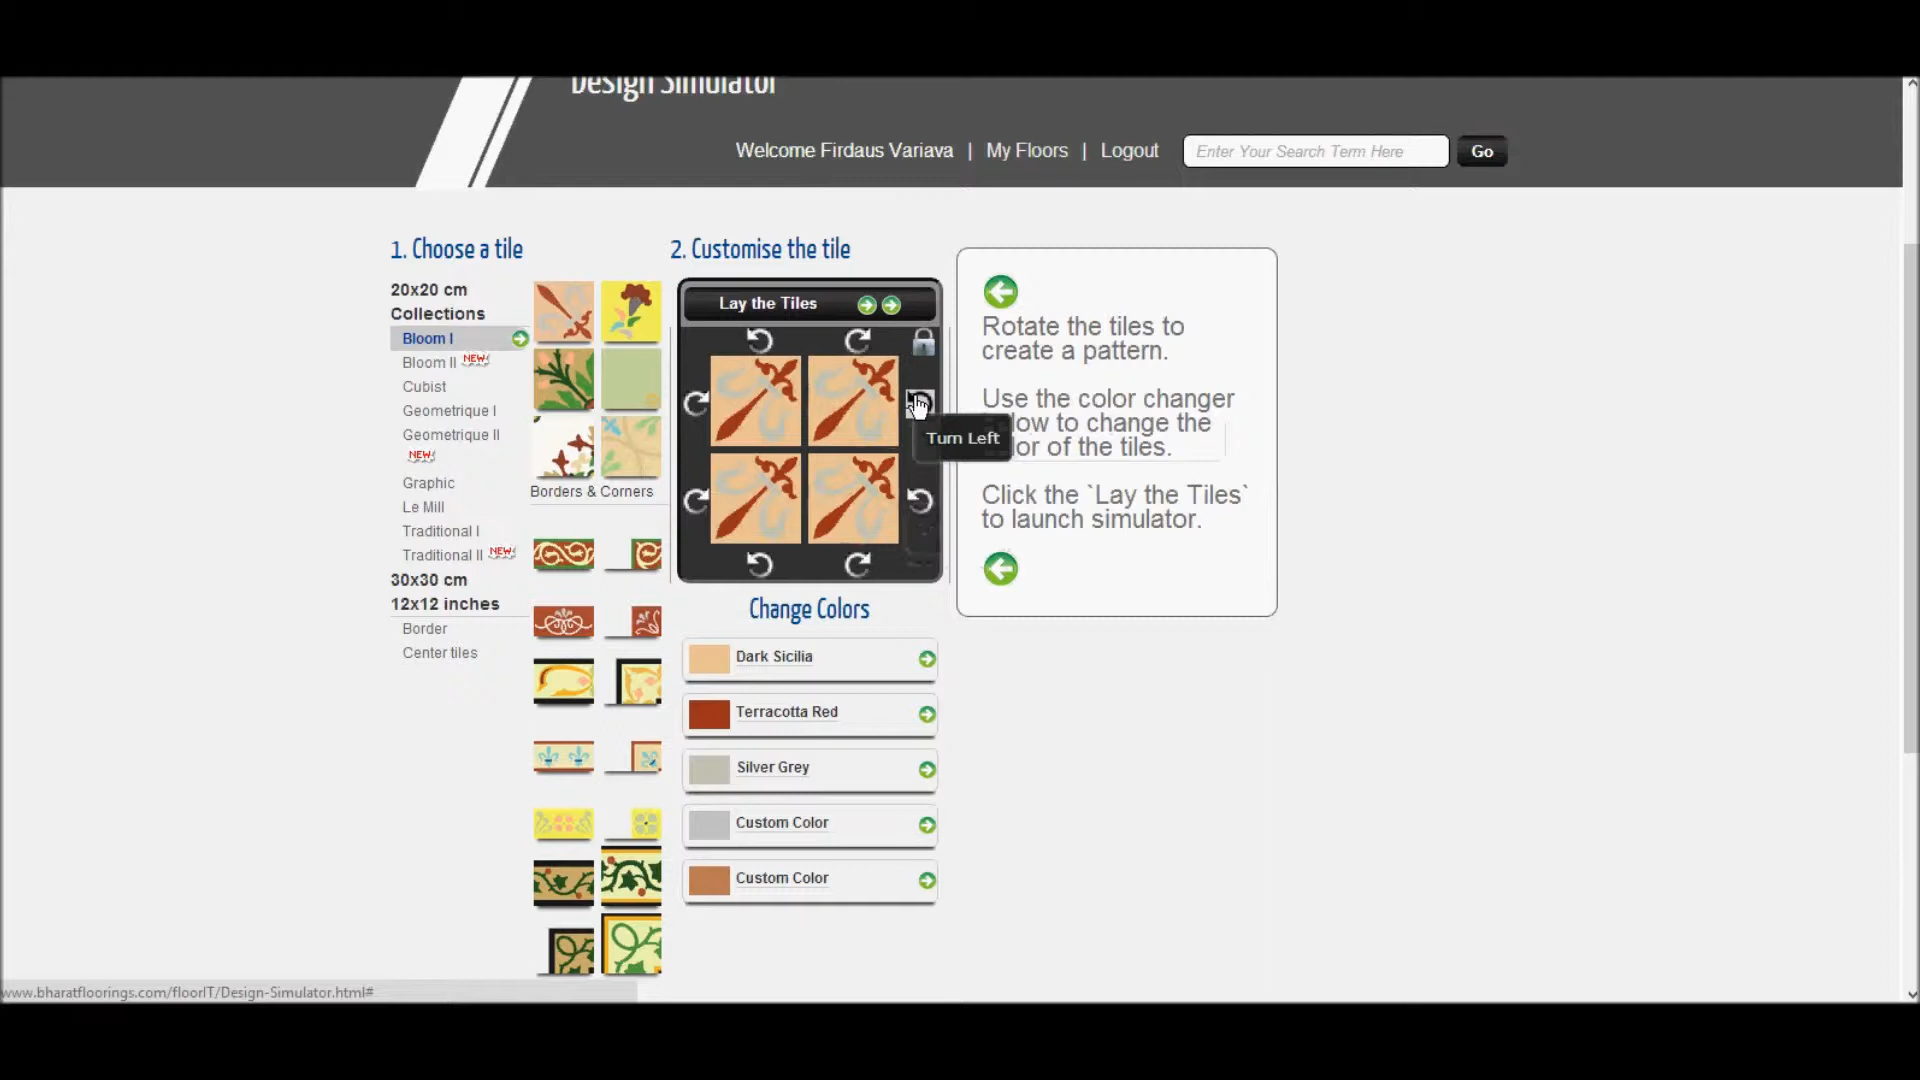 Design Simulator
Welcome Firdaus Variava | My Floors | Logout
Enter Your Search Term Here
Go
1. Choose a tile
20x20 cm
Collections
Bloom I
Bloom II NEW!
Cubist
Geometrique I
Geometrique II
NEW!
Graphic
Le Mill
Traditional I
Traditional II NEW!
30x30 cm
12x12 inches
Border
Center tiles
Borders & Corners
2. Customise the tile
Lay the Tiles
Turn Left
Change Colors
Dark Sicilia
Terracotta Red
Silver Grey
Custom Color
Custom Color
Rotate the tiles to
create a pattern.
Use the color changer
low to change the
lor of the tiles.
Click the `Lay the Tiles`
to launch simulator.
www.bharatfloorings.com/floorIT/Design-Simulator.html#